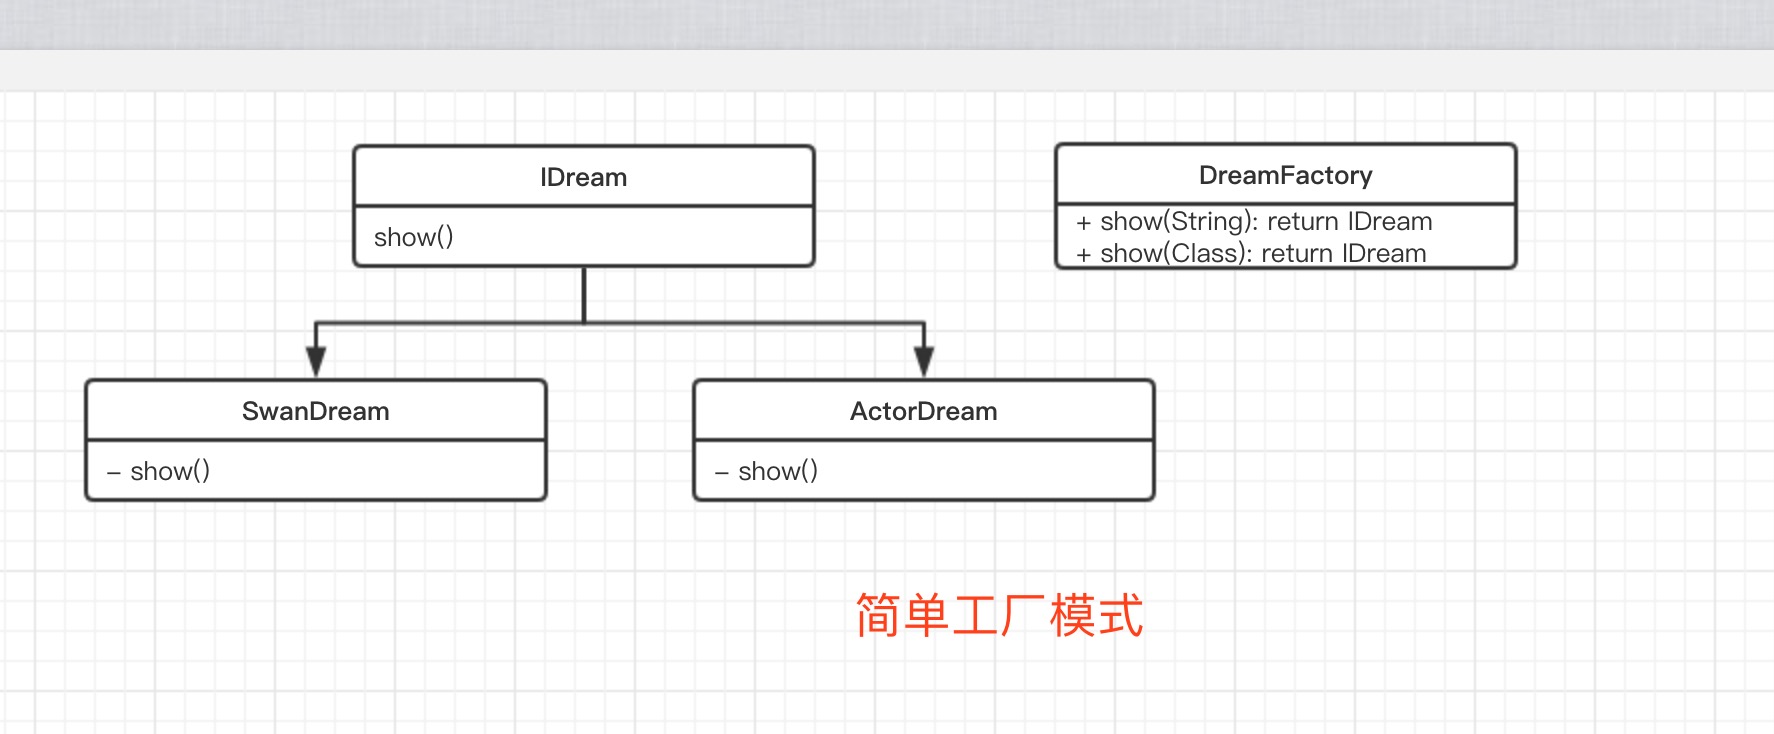 IDream
show()
DreamFactory
+ show(String): return IDream
+ show(Class): return IDream
SwanDream
– show()
ActorDream
– show()
简单工厂模式